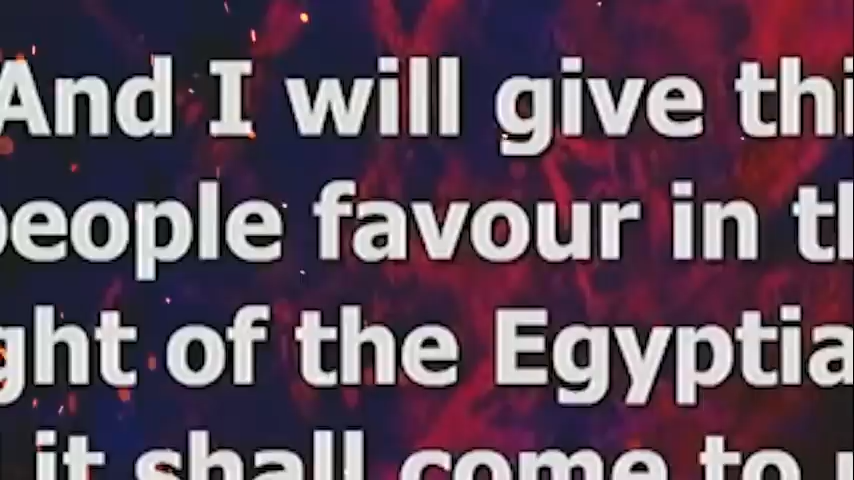 And I will give thi
people favour in th
ght of the Egyptia
it shall come to